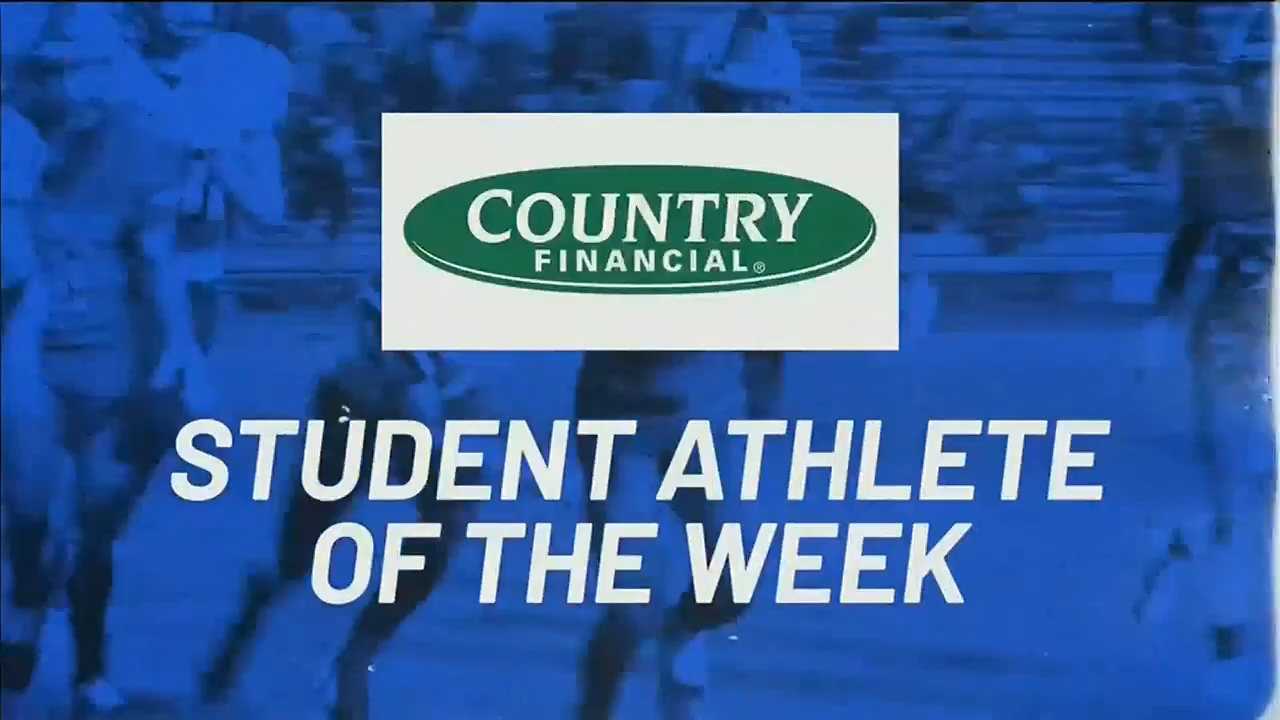 COUNTRY
FINANCIAL®
STUDENT ATHLETE
OF THE WEEK